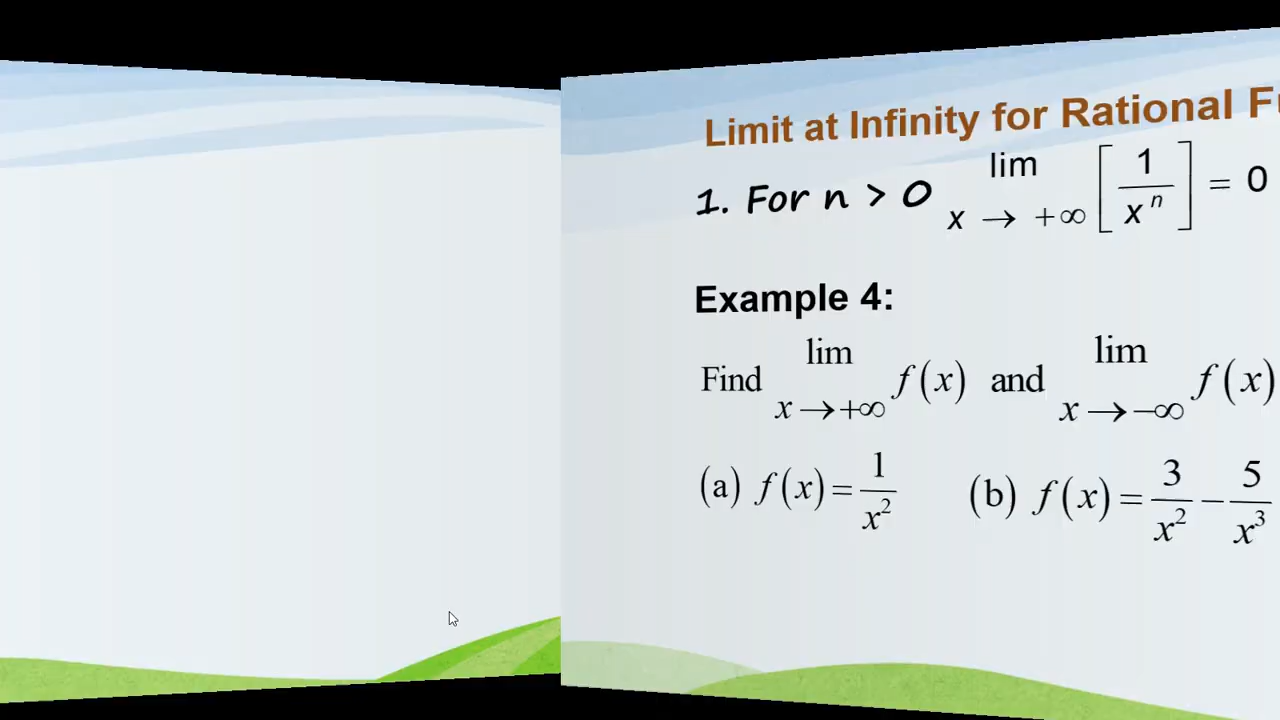 Limit at Infinity for Rational
1. For n > 0 lim x → +∞ [1 / xⁿ] = 0
Example 4:
Find lim x → +∞ f(x) and lim x → −∞ f(x)
(a) f(x) = 1 / x² (b) f(x) = 3 / x² − 5 / x³